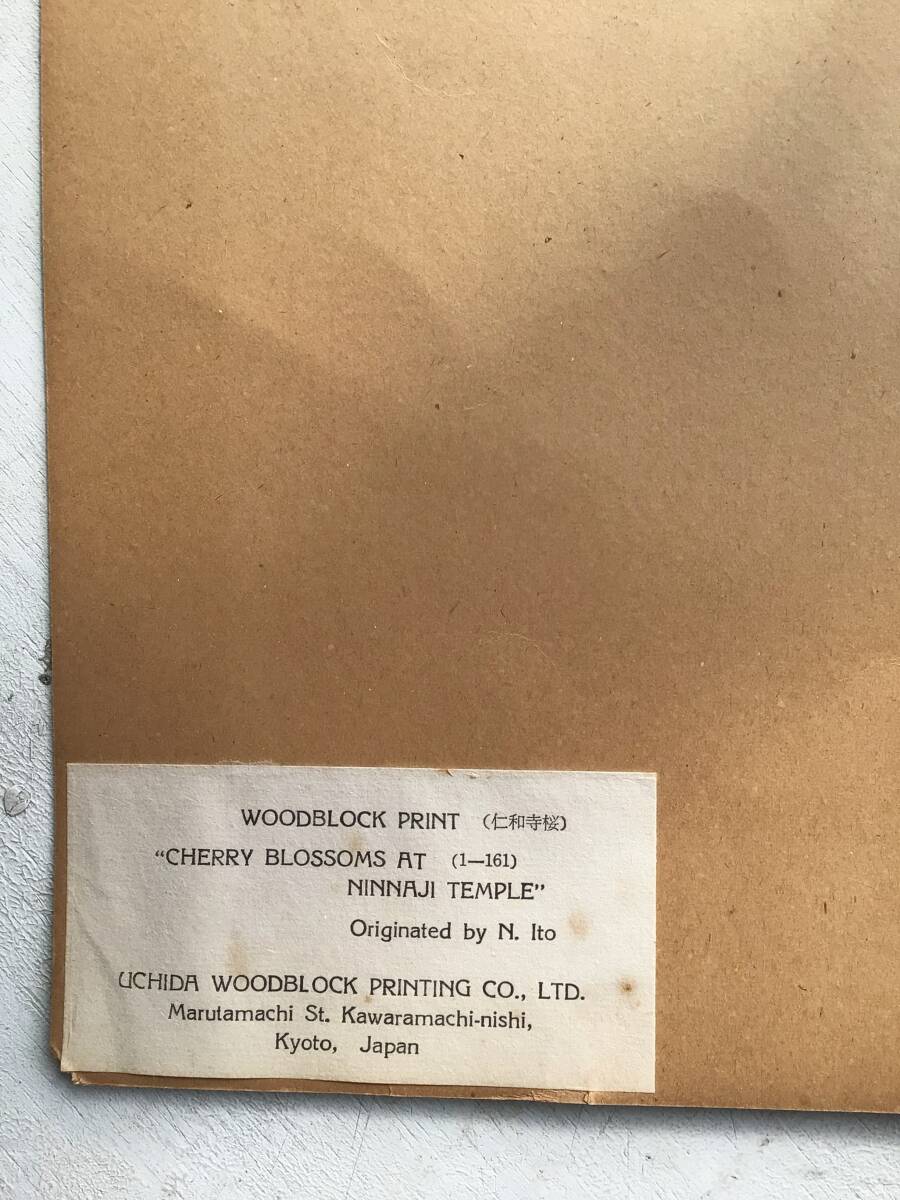 WOODBLOCK PRINT (仁和寺桜)
“CHERRY BLOSSOMS AT (1—161)
NINNAJI TEMPLE”
Originated by N. Ito
UCHIDA WOODBLOCK PRINTING CO., LTD.
Marutamachi St. Kawaramachi-nishi,
Kyoto, Japan